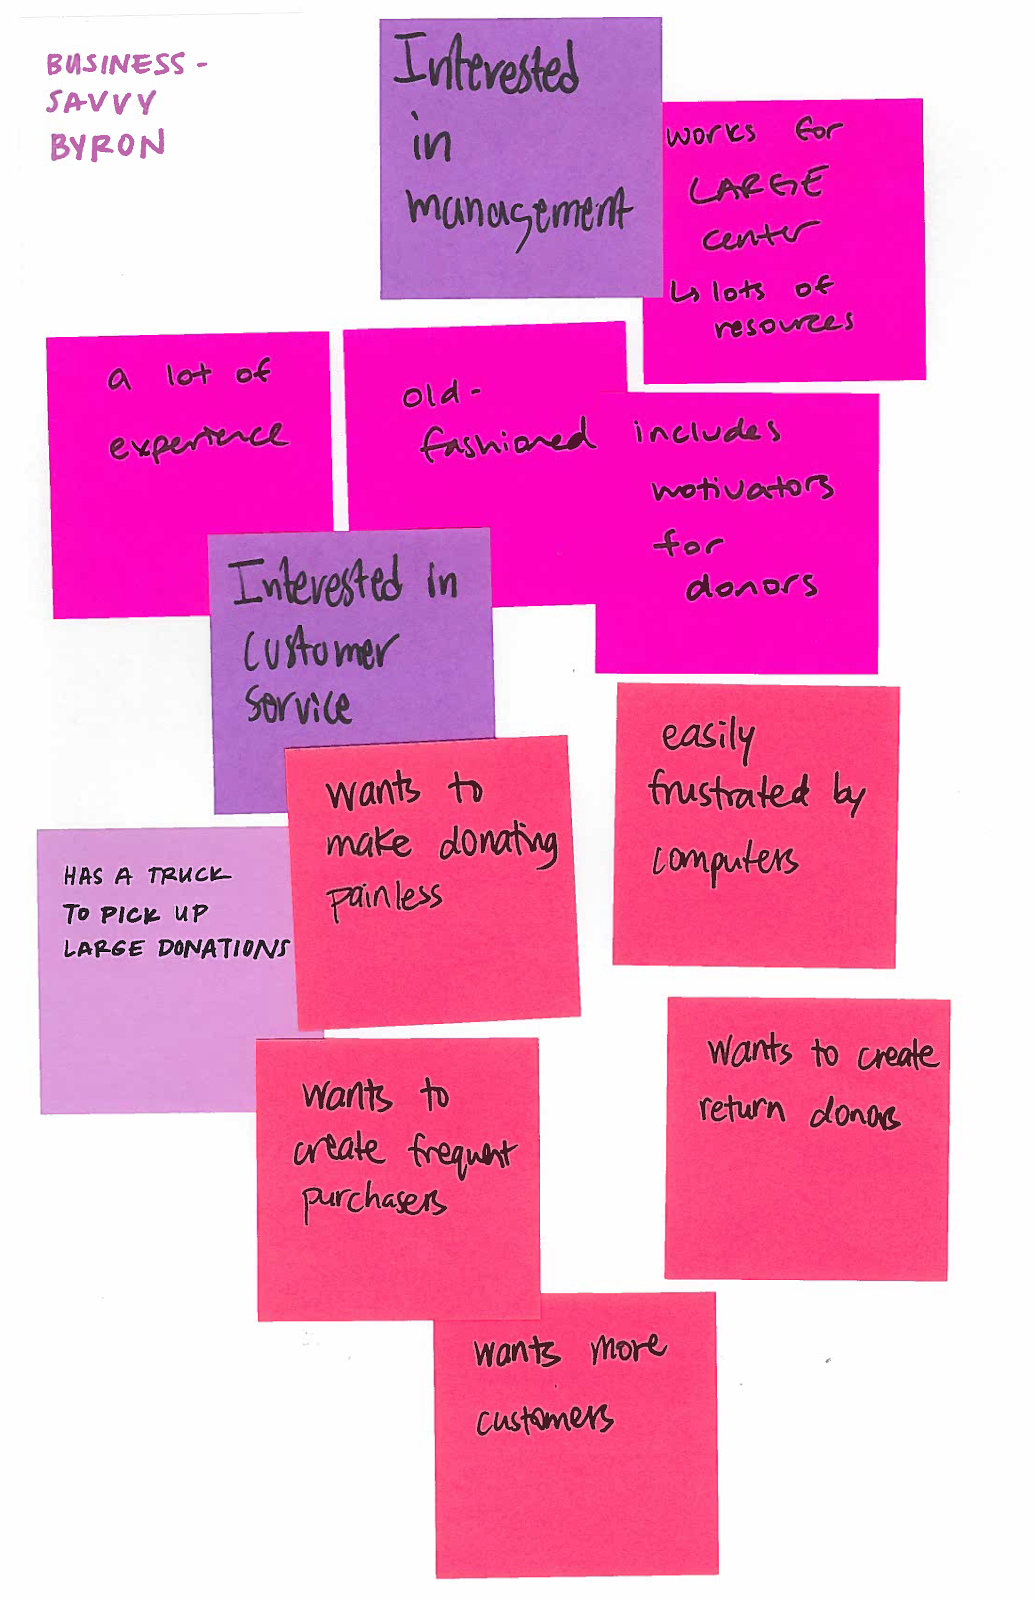 BUSINESS-
SAVVY
BYRON
Interested
in
management
works for
LARGE
center
↳ lots of
resources
a lot of
experience
old-
fashioned
includes
motivators
for
donors
Interested in
Customer
Service
wants to
make donating
painless
easily
frustrated by
computers
HAS A TRUCK
TO PICK UP
LARGE DONATIONS
wants to
create frequent
purchasers
wants to create
return donors
wants more
customers